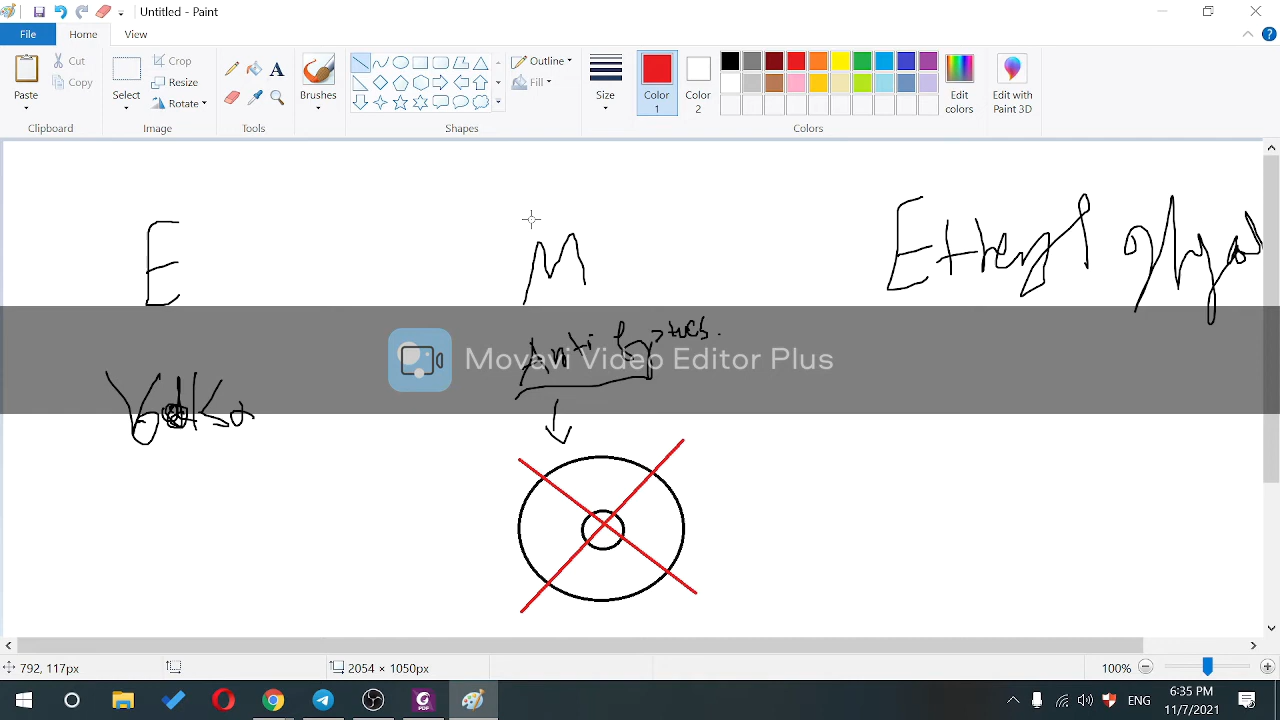 Untitled - Paint
File
Home
View
Paste
Cut
Copy
Clipboard
Select
Crop
Resize
Rotate
Image
A
Tools
Brushes
Shapes
Outline
Fill
Size
Color 1
Color 2
Edit colors
Colors
Edit with Paint 3D
E
M
Ethyl
Anti
Movavi Video Editor Plus
792, 117px
2054 × 1050px
100%
ENG
6:35 PM
11/7/2021